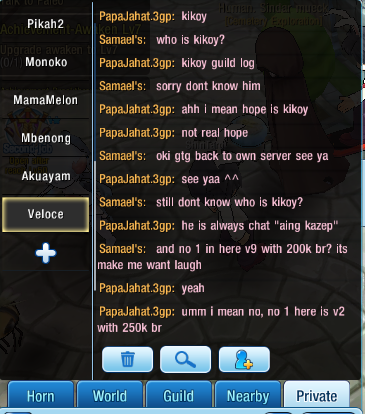 Pikah2
Monoko
MamaMelon
Mbenong
Akuayam
Veloce
PapaJahat.3gp: kikoy
Samael's: who is kikoy?
PapaJahat.3gp: kikoy guild log
Samael's: sorry dont know him
PapaJahat.3gp: ahh i mean hope is kikoy
PapaJahat.3gp: not real hope
Samael's: oki gtg back to own server see ya
PapaJahat.3gp: see yaa ^^
Samael's: still dont know who is kikoy?
PapaJahat.3gp: he is always chat "aing kazep"
Samael's: and no 1 in here v9 with 200k br? its
make me want laugh
PapaJahat.3gp: yeah
PapaJahat.3gp: umm i mean no, no 1 here is v2
with 250k br
Horn
World
Guild
Nearby
Private